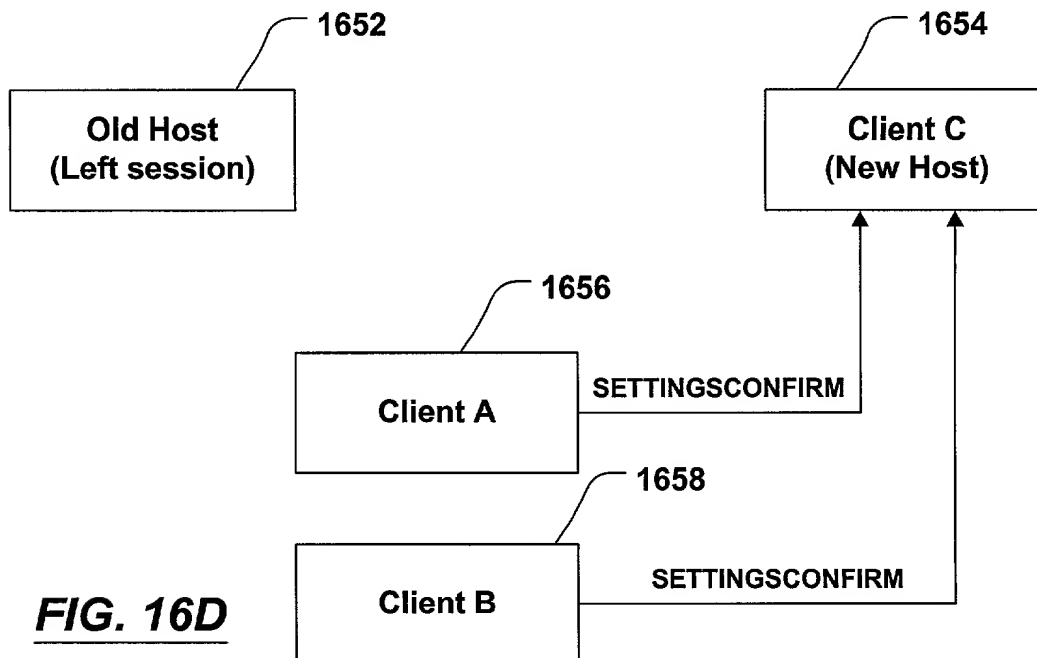 1652
1654
Old Host
(Left session)
Client C
(New Host)
1656
Client A
SETTINGSCONFIRM
1658
Client B
SETTINGSCONFIRM
FIG. 16D